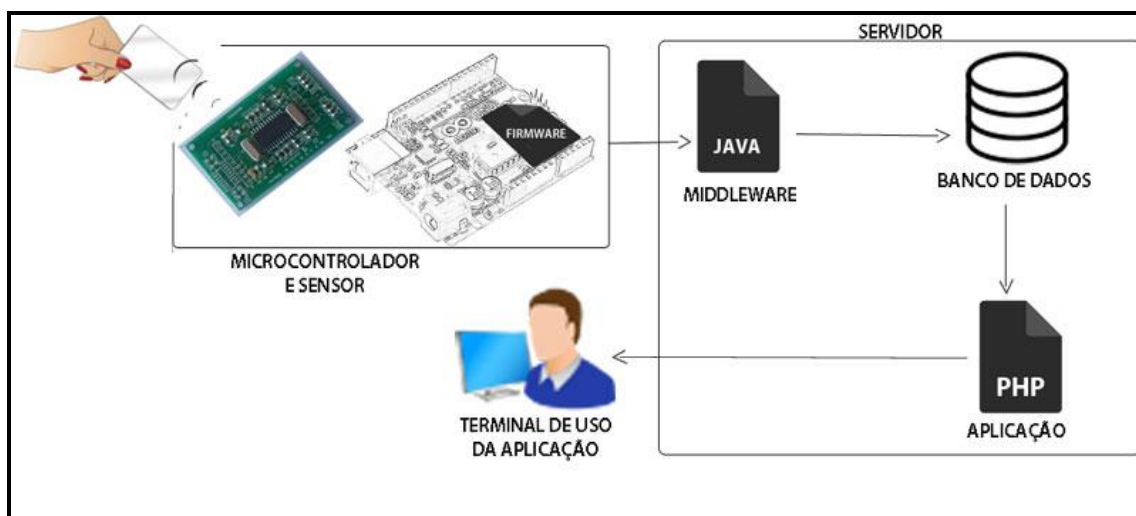 SERVIDOR
FIRMWARE
JAVA
MIDDLEWARE
BANCO DE DADOS
MICROCONTROLADOR
E SENSOR
PHP
APLICAÇÃO
TERMINAL DE USO
DA APLICAÇÃO